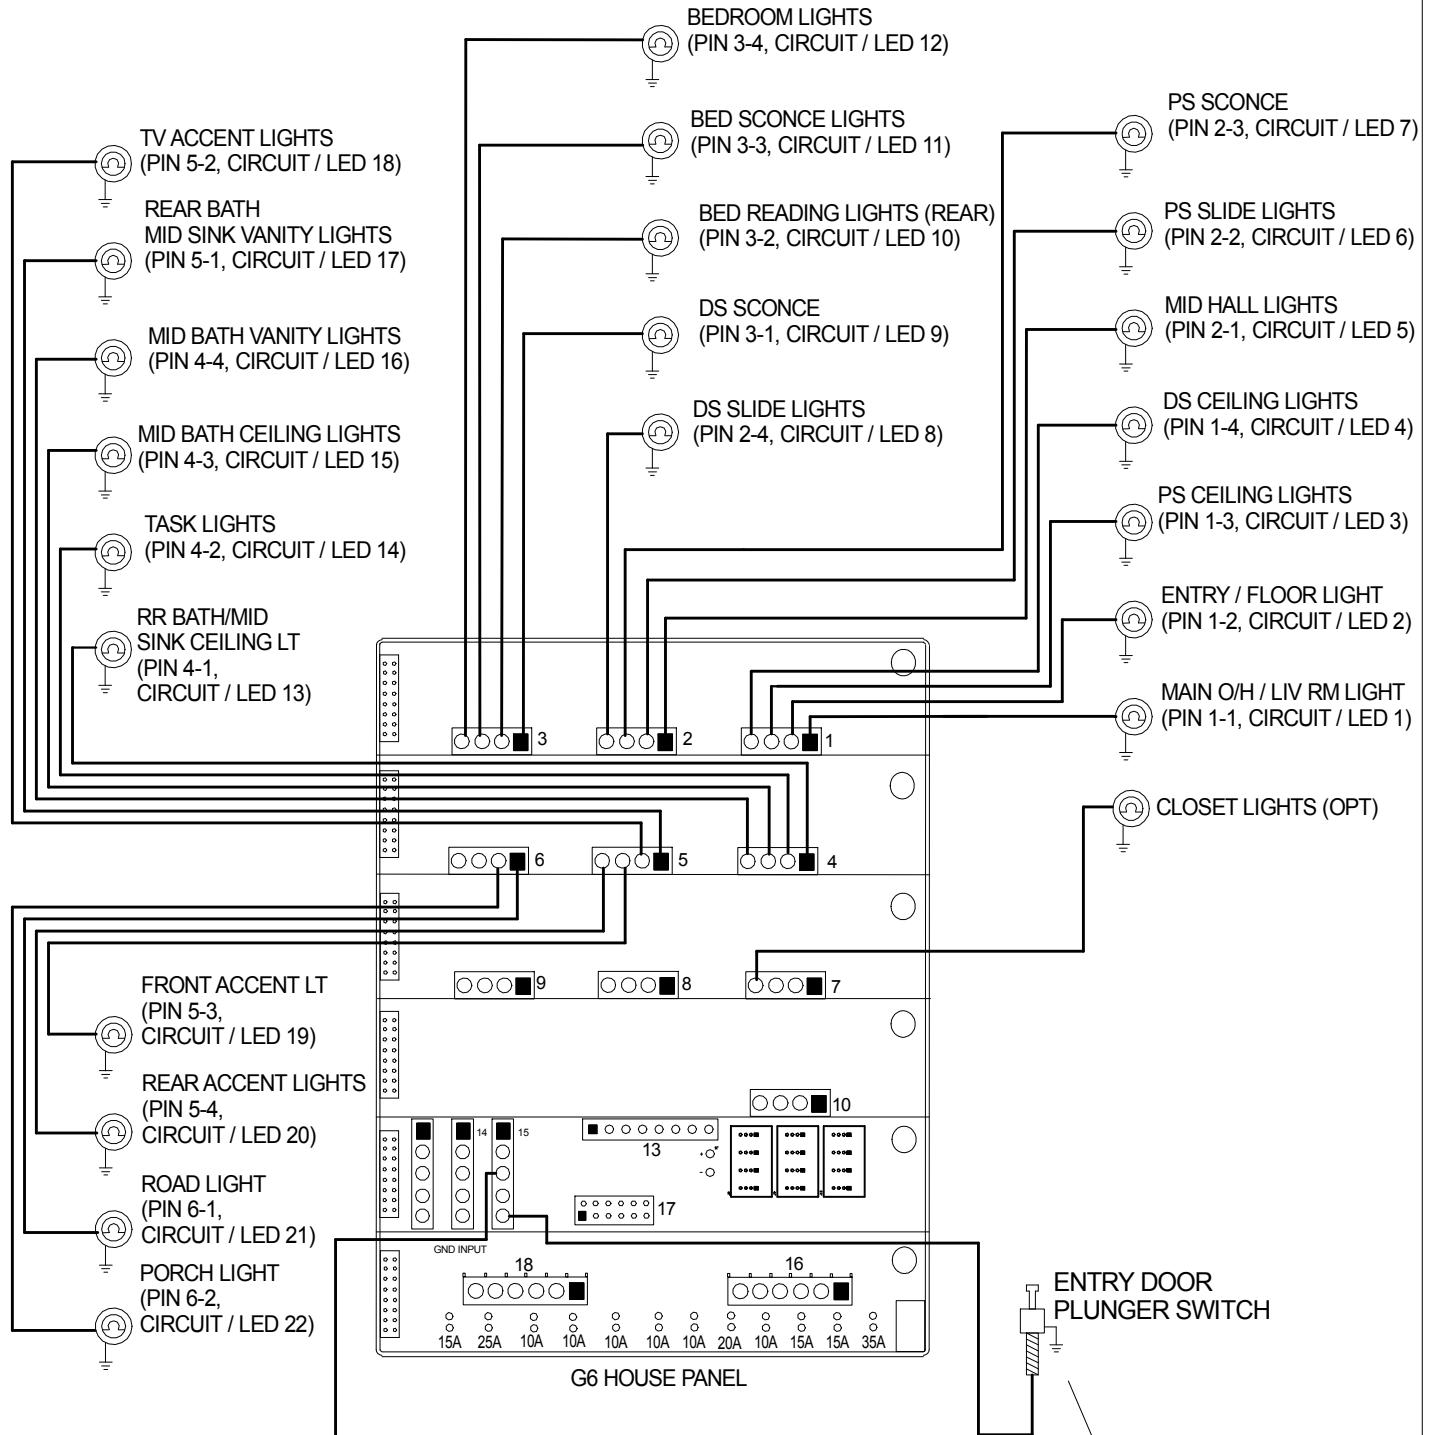 BEDROOM LIGHTS
(PIN 3-4, CIRCUIT / LED 12)
BED SCONCE LIGHTS
(PIN 3-3, CIRCUIT / LED 11)
BED READING LIGHTS (REAR)
(PIN 3-2, CIRCUIT / LED 10)
DS SCONCE
(PIN 3-1, CIRCUIT / LED 9)
DS SLIDE LIGHTS
(PIN 2-4, CIRCUIT / LED 8)
TV ACCENT LIGHTS
(PIN 5-2, CIRCUIT / LED 18)
REAR BATH
MID SINK VANITY LIGHTS
(PIN 5-1, CIRCUIT / LED 17)
MID BATH VANITY LIGHTS
(PIN 4-4, CIRCUIT / LED 16)
MID BATH CEILING LIGHTS
(PIN 4-3, CIRCUIT / LED 15)
TASK LIGHTS
(PIN 4-2, CIRCUIT / LED 14)
RR BATH/MID
SINK CEILING LT
(PIN 4-1,
CIRCUIT / LED 13)
PS SCONCE
(PIN 2-3, CIRCUIT / LED 7)
PS SLIDE LIGHTS
(PIN 2-2, CIRCUIT / LED 6)
MID HALL LIGHTS
(PIN 2-1, CIRCUIT / LED 5)
DS CEILING LIGHTS
(PIN 1-4, CIRCUIT / LED 4)
PS CEILING LIGHTS
(PIN 1-3, CIRCUIT / LED 3)
ENTRY / FLOOR LIGHT
(PIN 1-2, CIRCUIT / LED 2)
MAIN O/H / LIV RM LIGHT
(PIN 1-1, CIRCUIT / LED 1)
CLOSET LIGHTS (OPT)
3 2 1
6 5 4
9 8 7
10
14 15
13
17
GND INPUT
18 16
15A 25A 10A 10A 10A 10A 10A 20A 10A 15A 15A 35A
G6 HOUSE PANEL
FRONT ACCENT LT
(PIN 5-3,
CIRCUIT / LED 19)
REAR ACCENT LIGHTS
(PIN 5-4,
CIRCUIT / LED 20)
ROAD LIGHT
(PIN 6-1,
CIRCUIT / LED 21)
PORCH LIGHT
(PIN 6-2,
CIRCUIT / LED 22)
ENTRY DOOR
PLUNGER SWITCH